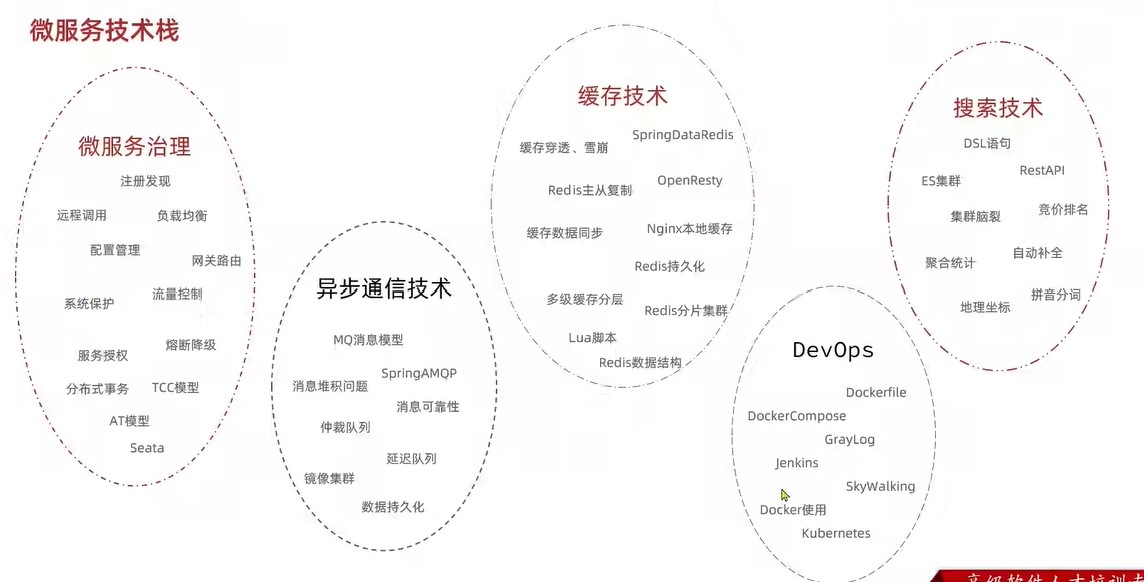 微服务技术栈
微服务治理
注册发现
远程调用
负载均衡
配置管理
网关路由
系统保护
流量控制
服务授权
熔断降级
分布式事务
TCC模型
AT模型
Seata
异步通信技术
MQ消息模型
SpringAMQP
消息堆积问题
消息可靠性
仲裁队列
延迟队列
镜像集群
数据持久化
缓存技术
SpringDataRedis
缓存穿透、雪崩
OpenResty
Redis主从复制
Nginx本地缓存
缓存数据同步
Redis持久化
多级缓存分层
Redis分片集群
Lua脚本
Redis数据结构
DevOps
Dockerfile
DockerCompose
GrayLog
Jenkins
SkyWalking
Docker使用
Kubernetes
搜索技术
DSL语句
RestAPI
ES集群
竞价排名
集群脑裂
自动补全
聚合统计
拼音分词
地理坐标
高级软件人才培训